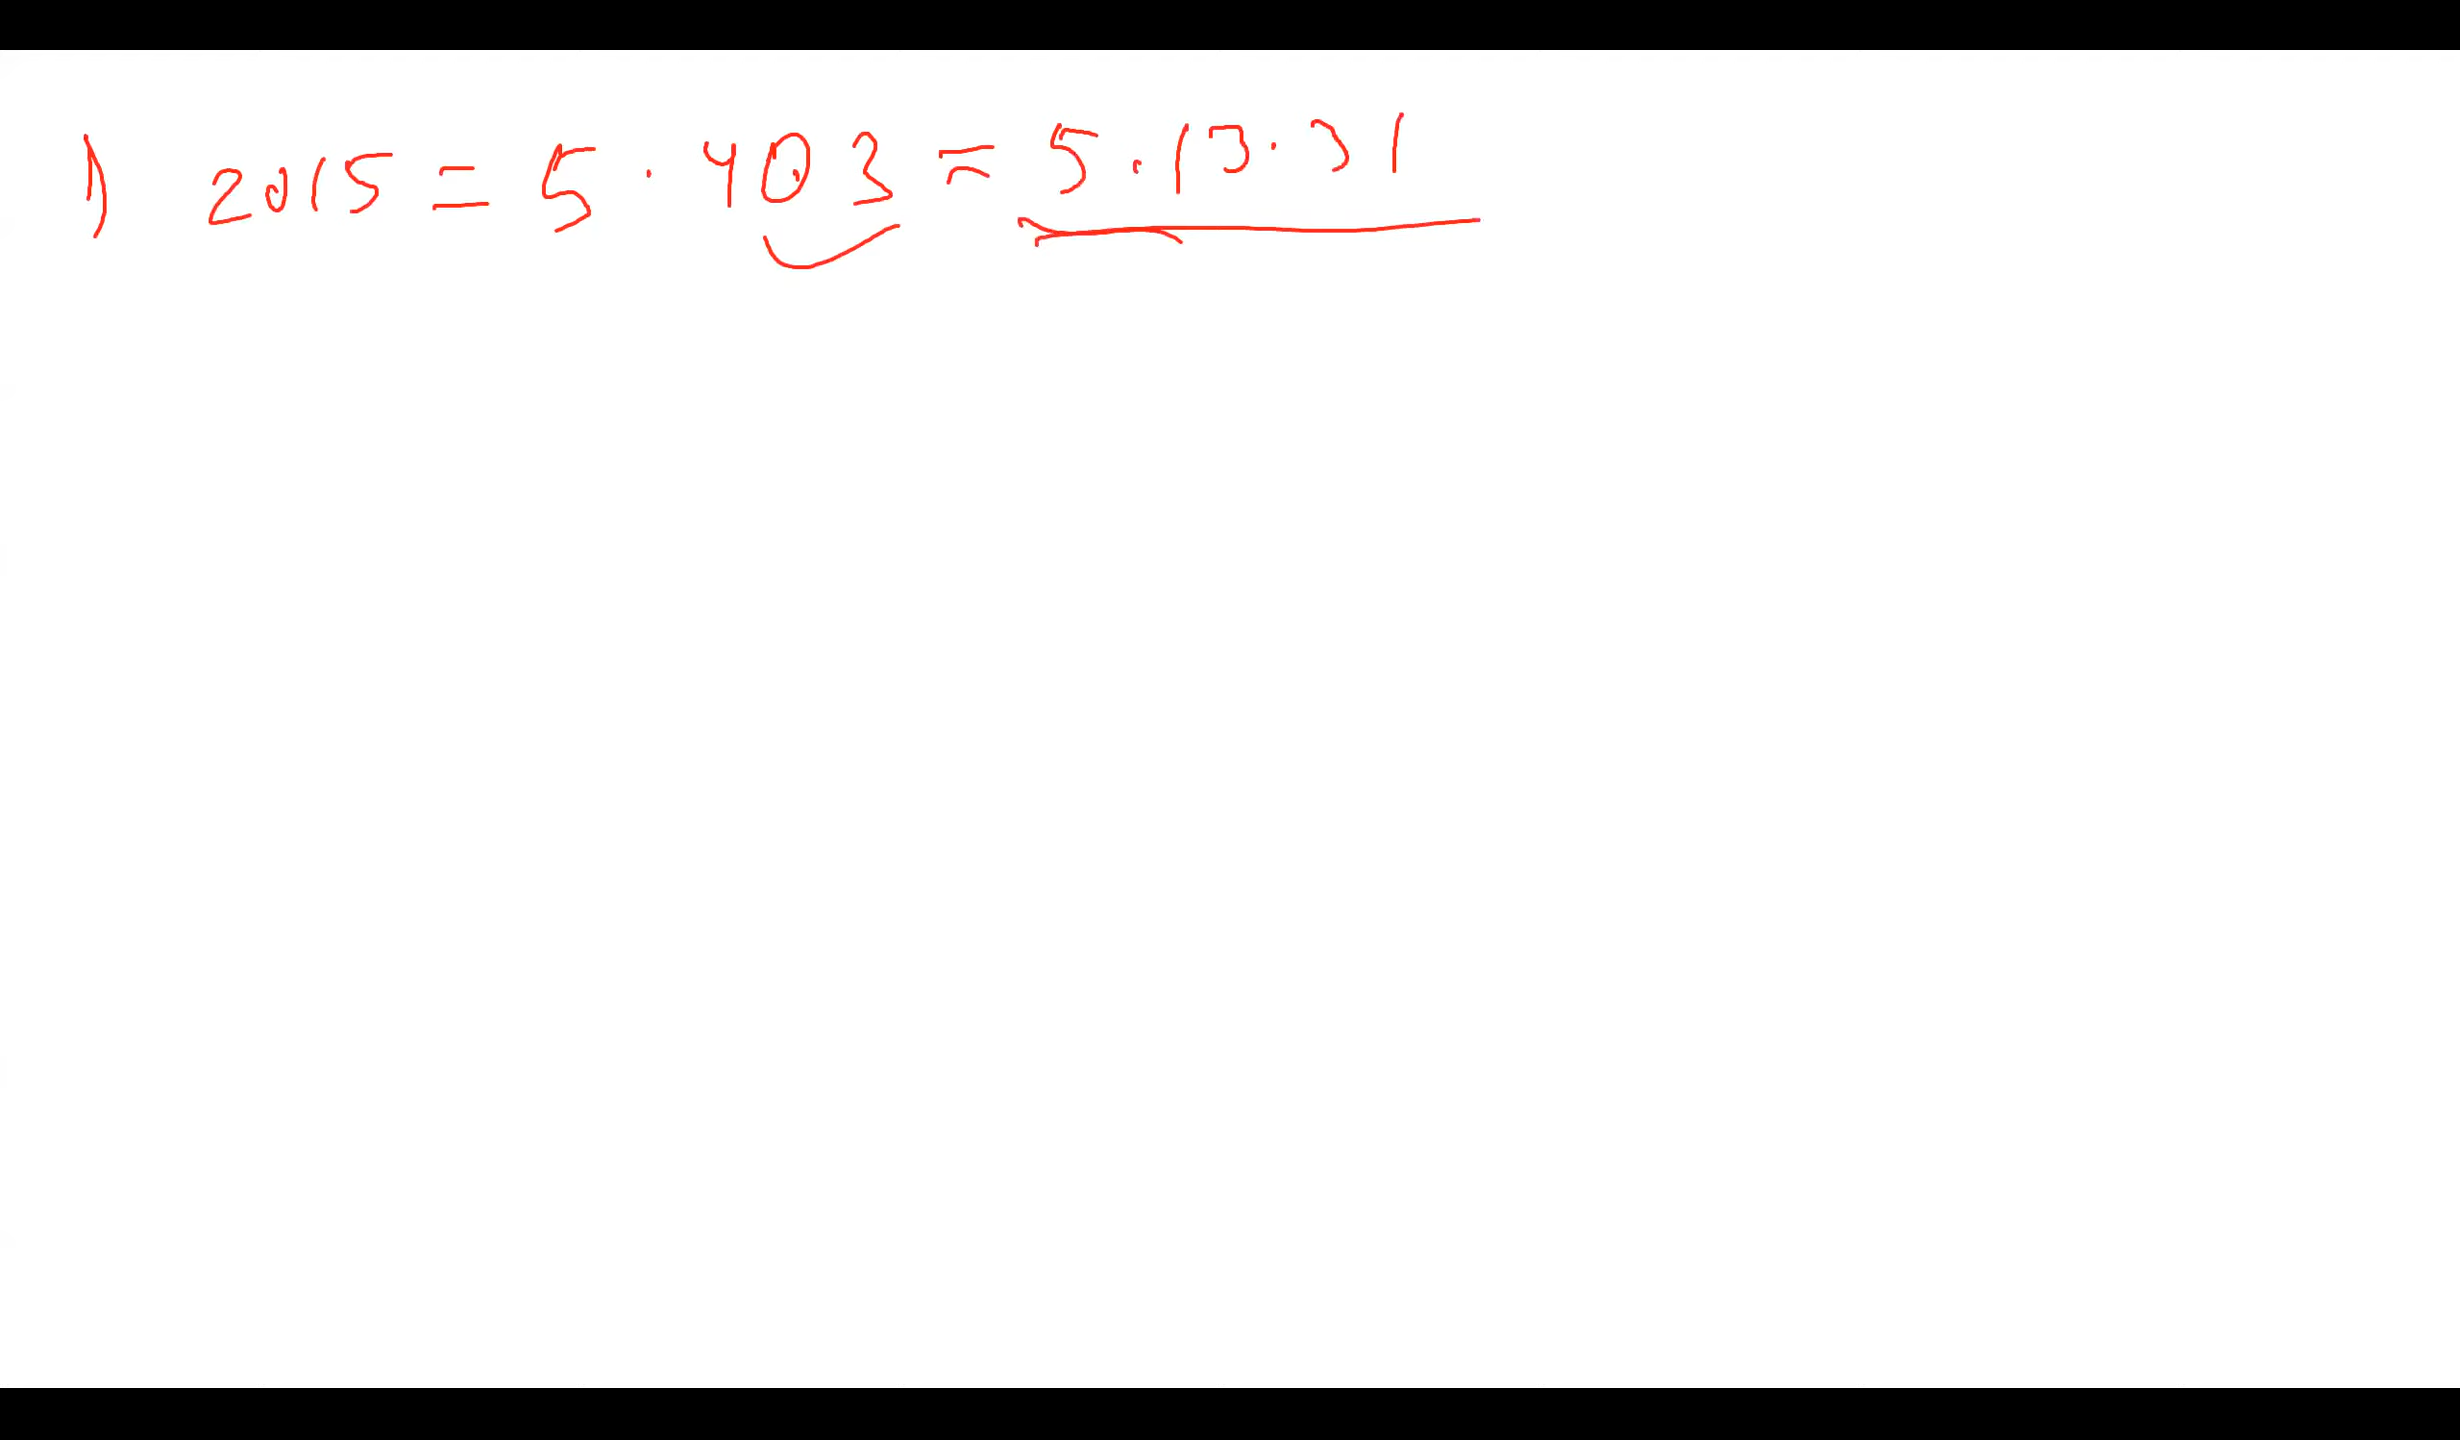 1) 2015 = 5 · 403 = 5 · 13 · 31